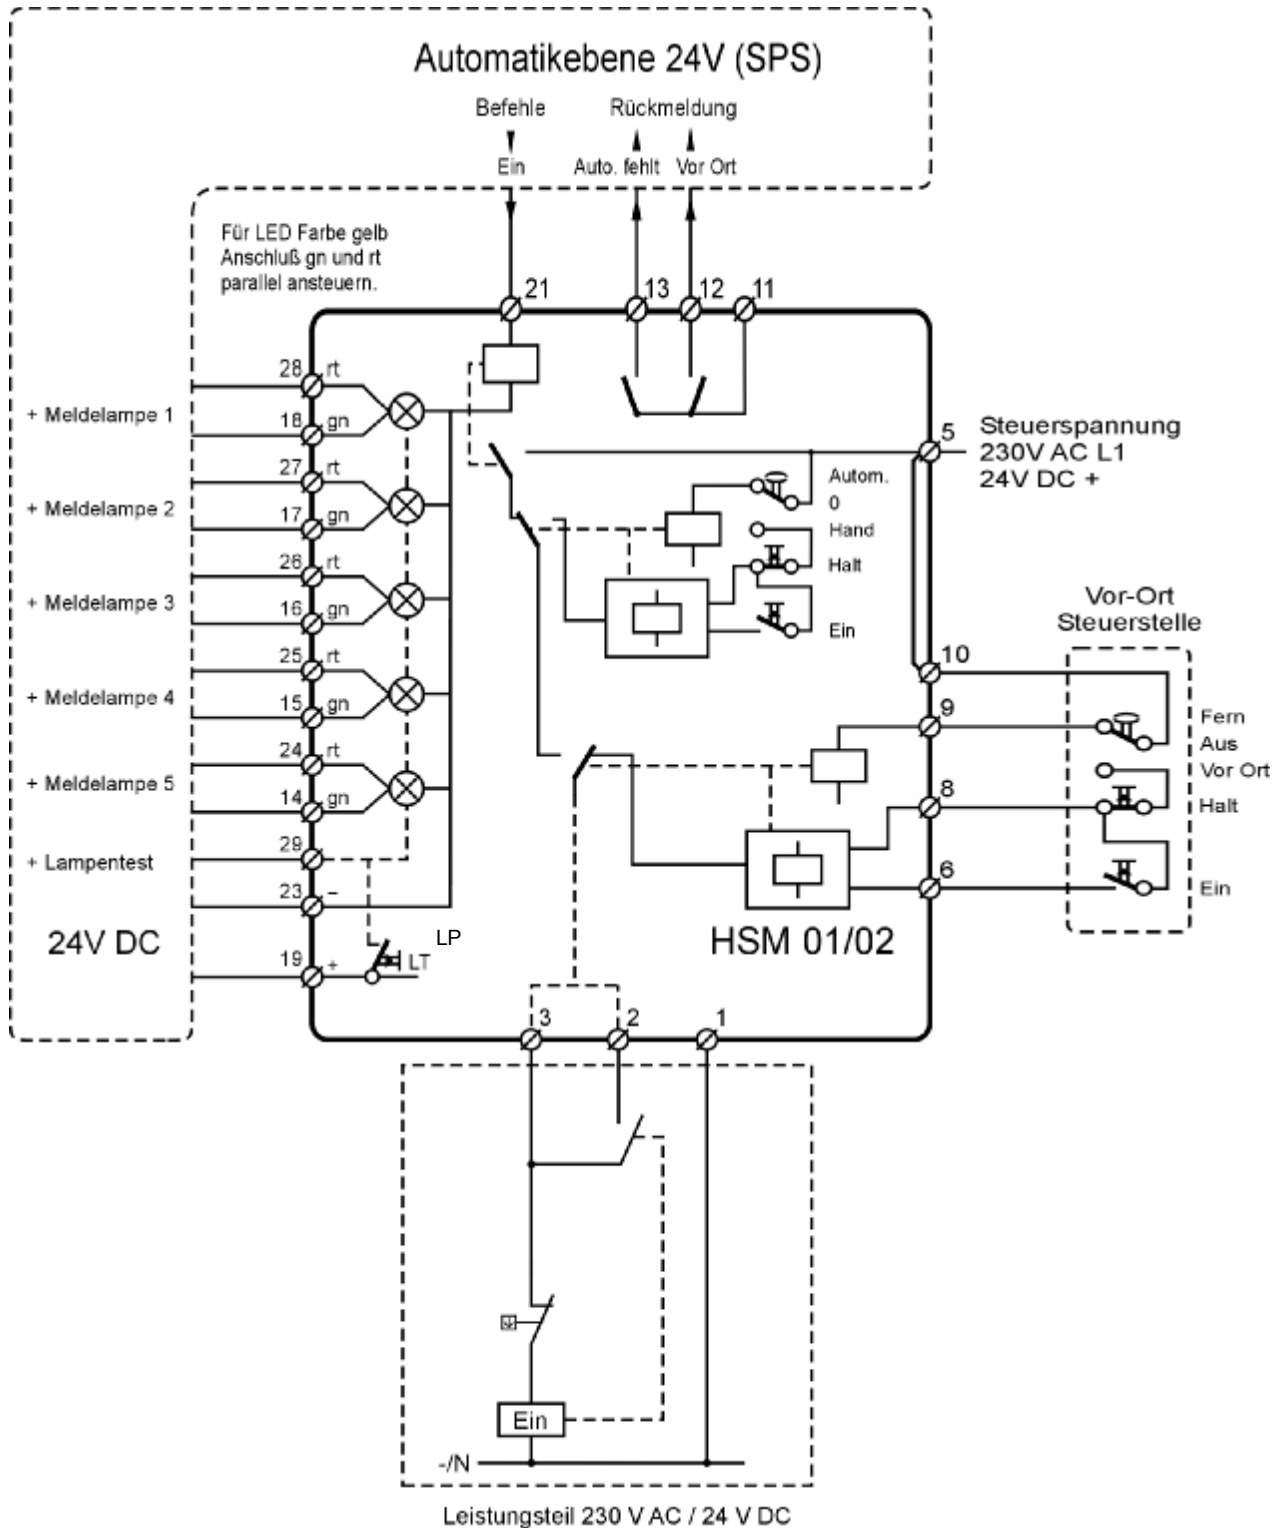 Automatikebene 24V (SPS)
Befehle Rückmeldung
Ein Auto. fehlt Vor Ort
Für LED Farbe gelb
Anschluß gn und rt
parallel ansteuern.
21 13 12 11
28 rt
+ Meldelampe 1
18 gn
5
Steuerspannung
230V AC L1
24V DC +
27 rt
+ Meldelampe 2
17 gn
Autom.
0
Hand
Halt
Ein
26 rt
+ Meldelampe 3
16 gn
Vor-Ort
Steuerstelle
25 rt
+ Meldelampe 4
15 gn
10
9
Fern
Aus
Vor Ort
Halt
Ein
24 rt
+ Meldelampe 5
14 gn
8
29
+ Lampentest
6
23 –
24V DC
LP
HSM 01/02
19 +
LT
3 2 1
Ein
-/N
Leistungsteil 230 V AC / 24 V DC